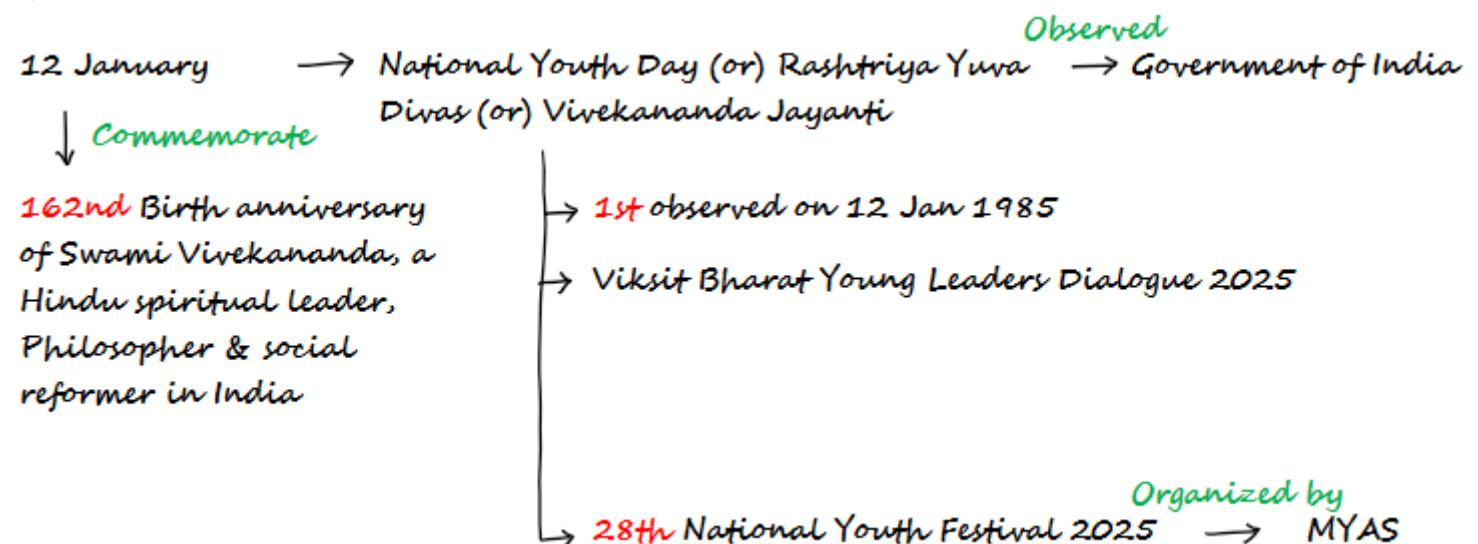 Observed
12 January → National Youth Day (or) Rashtriya Yuva → Government of India
Divas (or) Vivekananda Jayanti
Commemorate
162nd Birth anniversary
of Swami Vivekananda, a
Hindu spiritual leader,
Philosopher & social
reformer in India
→ 1st observed on 12 Jan 1985
→ Viksit Bharat Young Leaders Dialogue 2025
Organized by
→ 28th National Youth Festival 2025 → MYAS